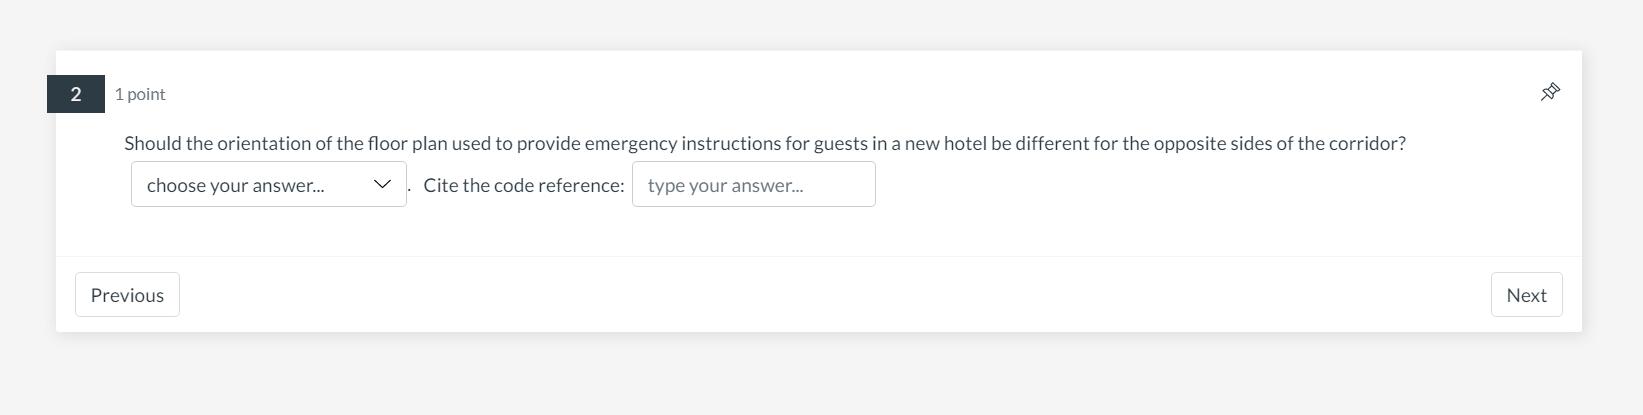 2 1 point
Should the orientation of the floor plan used to provide emergency instructions for guests in a new hotel be different for the opposite sides of the corridor?
choose your answer... . Cite the code reference: type your answer...
Previous Next